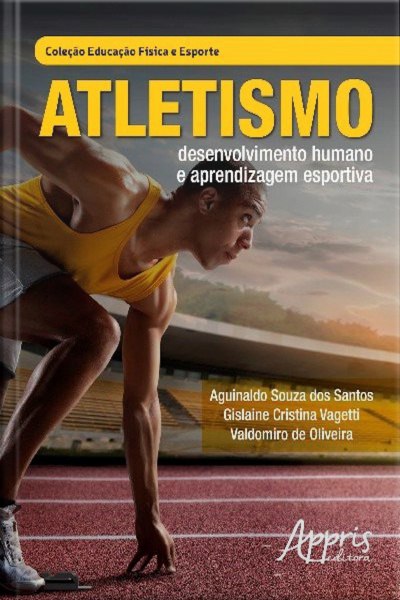 Coleção Educação Física e Esporte
ATLETISMO
desenvolvimento humano
e aprendizagem esportiva
Aguinaldo Souza dos Santos
Gislaine Cristina Vagetti
Valdomiro de Oliveira
Appris
editora